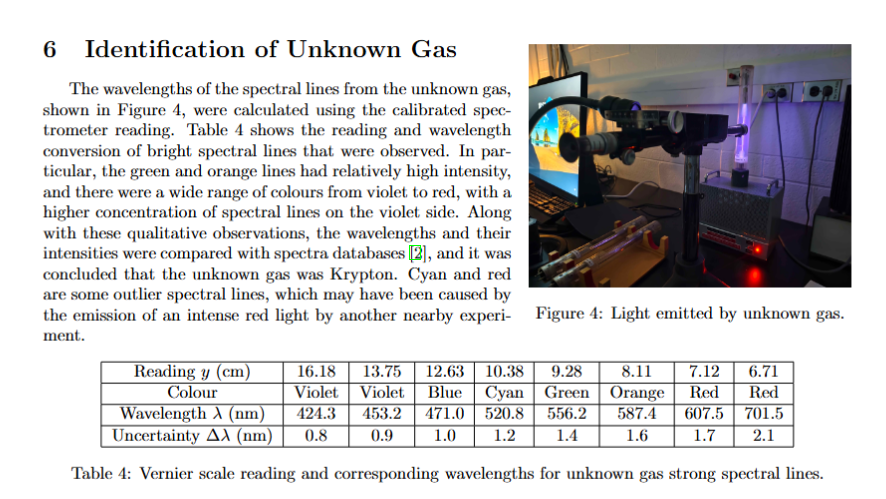 6 Identification of Unknown Gas
The wavelengths of the spectral lines from the unknown gas,
shown in Figure 4, were calculated using the calibrated spec-
trometer reading. Table 4 shows the reading and wavelength
conversion of bright spectral lines that were observed. In par-
ticular, the green and orange lines had relatively high intensity,
and there were a wide range of colours from violet to red, with a
higher concentration of spectral lines on the violet side. Along
with these qualitative observations, the wavelengths and their
intensities were compared with spectra databases [2], and it was
concluded that the unknown gas was Krypton. Cyan and red
are some outlier spectral lines, which may have been caused by
the emission of an intense red light by another nearby experi-
ment.
Figure 4: Light emitted by unknown gas.
Reading y (cm) 16.18 13.75 12.63 10.38 9.28 8.11 7.12 6.71
Colour Violet Violet Blue Cyan Green Orange Red Red
Wavelength λ (nm) 424.3 453.2 471.0 520.8 556.2 587.4 607.5 701.5
Uncertainty Δλ (nm) 0.8 0.9 1.0 1.2 1.4 1.6 1.7 2.1
Table 4: Vernier scale reading and corresponding wavelengths for unknown gas strong spectral lines.